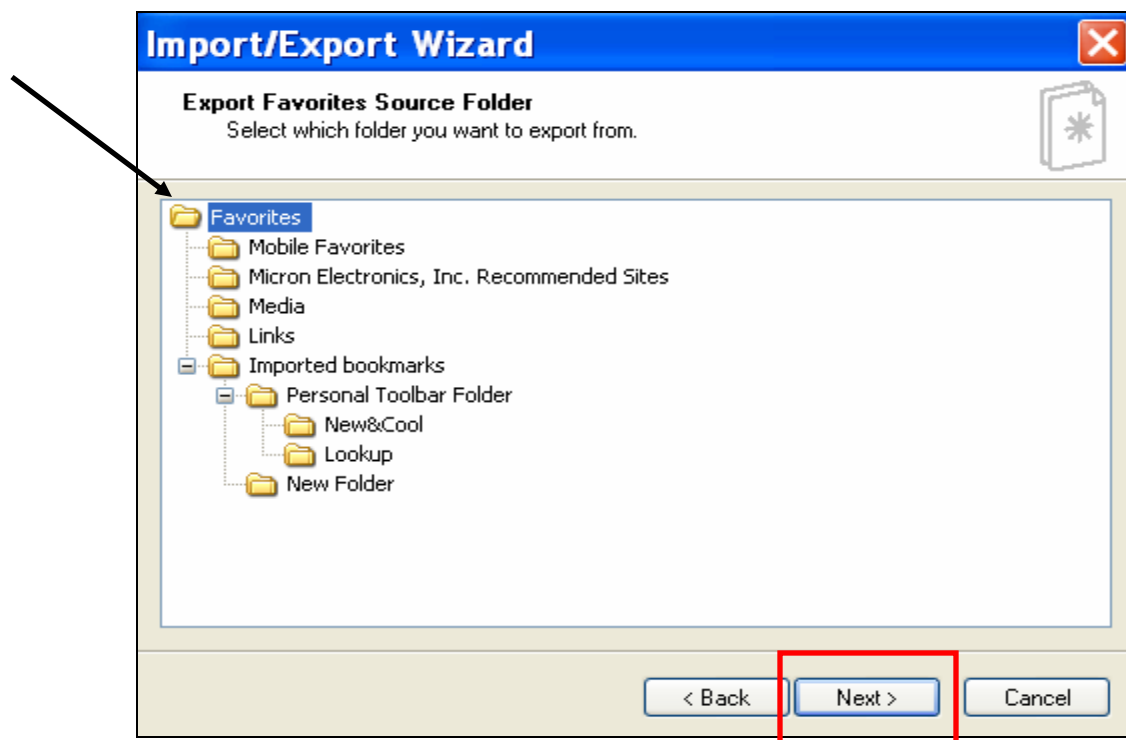 Import/Export Wizard
Export Favorites Source Folder
Select which folder you want to export from.
Favorites
Mobile Favorites
Micron Electronics, Inc. Recommended Sites
Media
Links
Imported bookmarks
Personal Toolbar Folder
New&Cool
Lookup
New Folder
< Back Next > Cancel